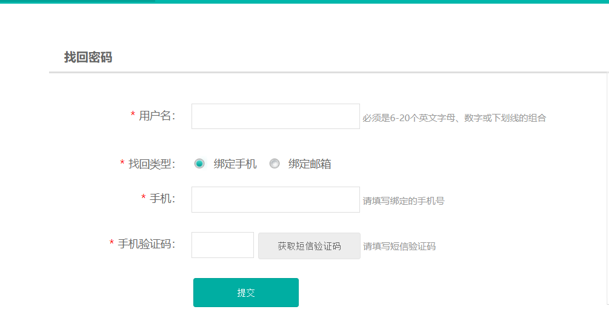 找回密码
* 用户名： 必须是6-20个英文字母、数字或下划线的组合
* 找回类型： 绑定手机 绑定邮箱
* 手机： 请填写绑定的手机号
* 手机验证码： 获取短信验证码 请填写短信验证码
提交